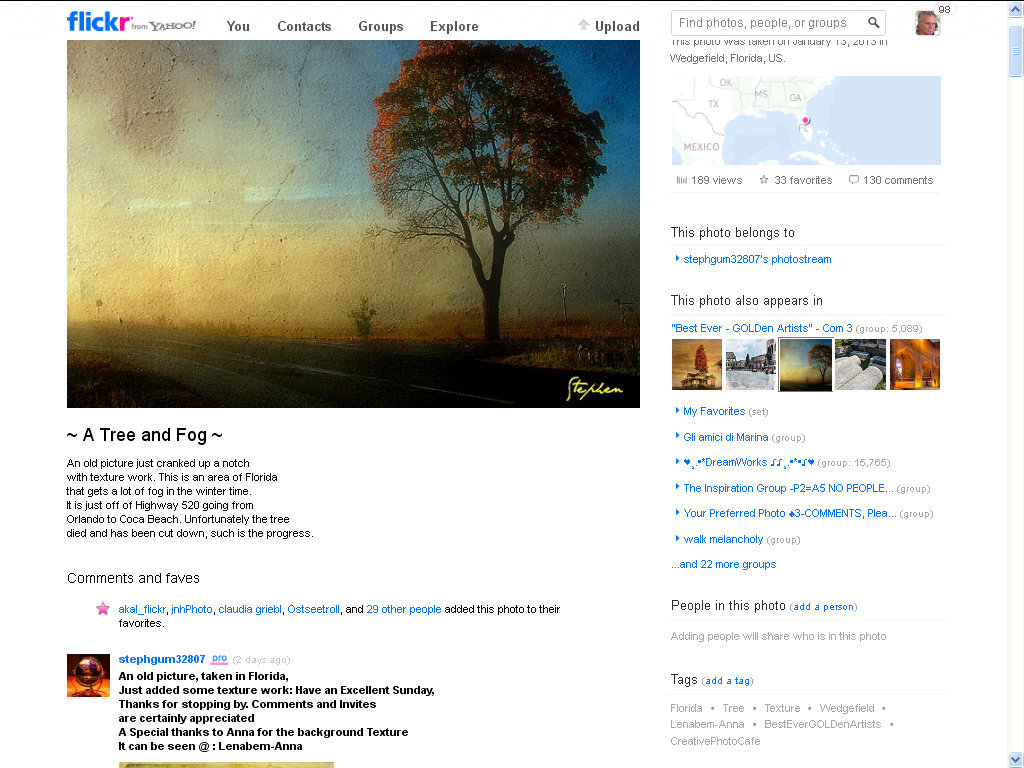 flickr from YAHOO!
You Contacts Groups Explore Upload
Find photos, people, or groups
98
This photo was taken on January 13, 2013 in
Wedgefield, Florida, US.
OK
MS
GA
TX
FL
MEXICO
189 views 33 favorites 130 comments
Stephen
~ A Tree and Fog ~
An old picture just cranked up a notch
with texture work. This is an area of Florida
that gets a lot of fog in the winter time.
It is just off of Highway 520 going from
Orlando to Coca Beach. Unfortunately the tree
died and has been cut down, such is the progress.
Comments and faves
akal_flickr, jnhPhoto, claudia griebl, Ostseetroll, and 29 other people added this photo to their
favorites.
stephgum32807 pro (2 days ago)
An old picture, taken in Florida,
Just added some texture work: Have an Excellent Sunday,
Thanks for stopping by. Comments and Invites
are certainly appreciated
A Special thanks to Anna for the background Texture
It can be seen @ : Lenabem-Anna
This photo belongs to
stephgum32807's photostream
This photo also appears in
"Best Ever - GOLDen Artists" - Com 3 (group: 5,089)
My Favorites (set)
Gli amici di Marina (group)
♥¸.•*DreamWorks ♪♪¸.•*•♪♥ (group: 15,765)
The Inspiration Group -P2=A5 NO PEOPLE... (group)
Your Preferred Photo ♣3-COMMENTS, Plea... (group)
walk melancholy (group)
...and 22 more groups
People in this photo (add a person)
Adding people will share who is in this photo
Tags (add a tag)
Florida • Tree • Texture • Wedgefield •
Lenabem-Anna • BestEverGOLDenArtists •
CreativePhotoCafe